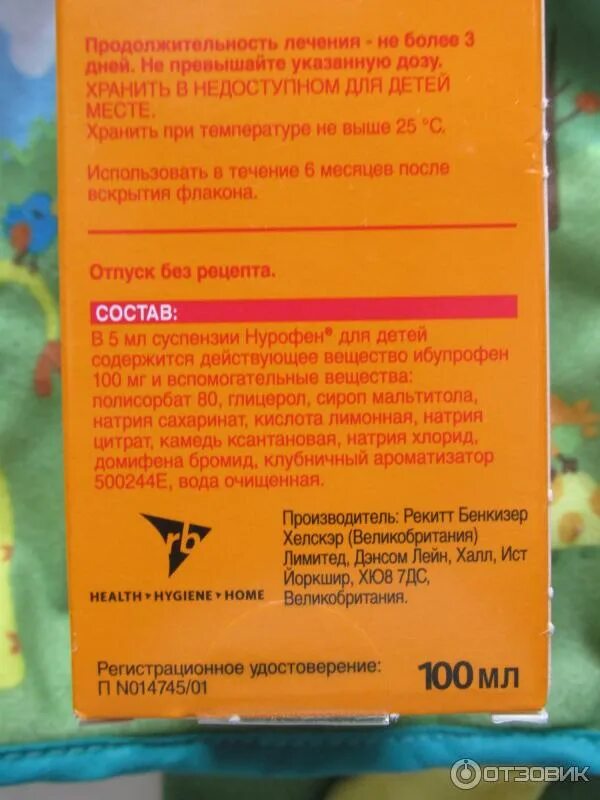 Продолжительность лечения - не более 3
дней. Не превышайте указанную дозу.
ХРАНИТЬ В НЕДОСТУПНОМ ДЛЯ ДЕТЕЙ
МЕСТЕ.
Хранить при температуре не выше 25 °С.
Использовать в течение 6 месяцев после
вскрытия флакона.
Отпуск без рецепта.
СОСТАВ:
В 5 мл суспензии Нурофен® для детей
содержится действующее вещество ибупрофен
100 мг и вспомогательные вещества:
полисорбат 80, глицерол, сироп мальтитола,
натрия сахаринат, кислота лимонная, натрия
цитрат, камедь ксантановая, натрия хлорид,
домифена бромид, клубничный ароматизатор
500244Е, вода очищенная.
rb
HEALTH · HYGIENE · HOME
Производитель: Рекитт Бенкизер
Хелскэр (Великобритания)
Лимитед, Дэнсом Лейн, Халл, Ист
Йоркшир, ХЮ8 7ДС,
Великобритания.
Регистрационное удостоверение:
П N014745/01
100 мл
ОТЗОВИК